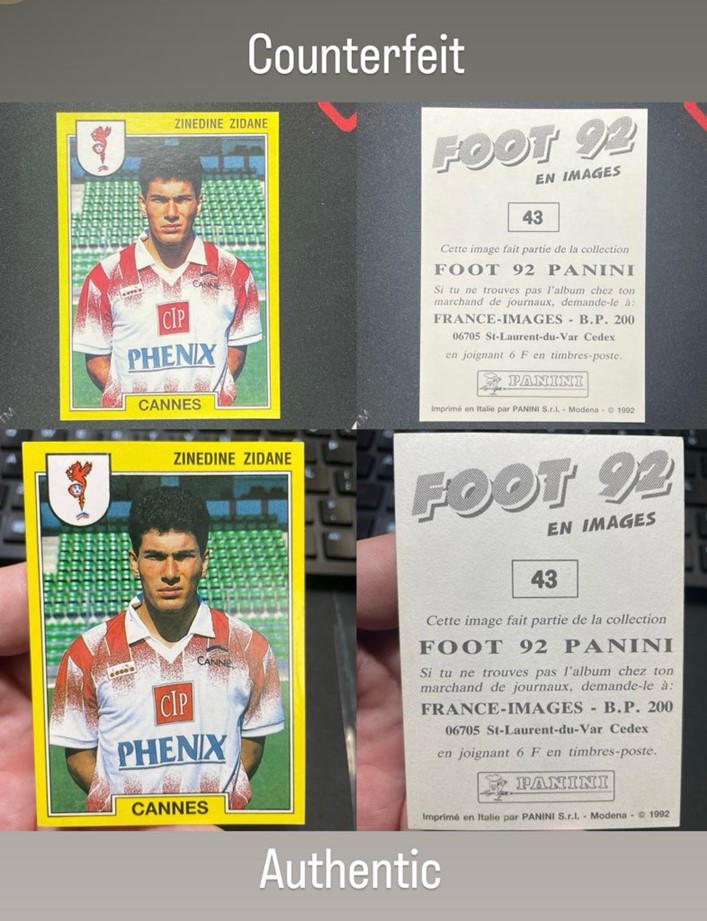 Counterfeit
ZINEDINE ZIDANE
CANNE
CIP
PHENIX
CANNES
FOOT 92
EN IMAGES
43
Cette image fait partie de la collection
FOOT 92 PANINI
Si tu ne trouves pas l'album chez ton
marchand de journaux, demande-le à:
FRANCE-IMAGES - B.P. 200
06705 St-Laurent-du-Var Cedex
en joignant 6 F en timbres-poste.
PANINI
Imprimé en Italie par PANINI S.r.l. - Modena - © 1992
ZINEDINE ZIDANE
CANNE
CIP
PHENIX
CANNES
FOOT 92
EN IMAGES
43
Cette image fait partie de la collection
FOOT 92 PANINI
Si tu ne trouves pas l'album chez ton
marchand de journaux, demande-le à:
FRANCE-IMAGES - B.P. 200
06705 St-Laurent-du-Var Cedex
en joignant 6 F en timbres-poste.
PANINI
Imprimé en Italie par PANINI S.r.l. - Modena - © 1992
Authentic